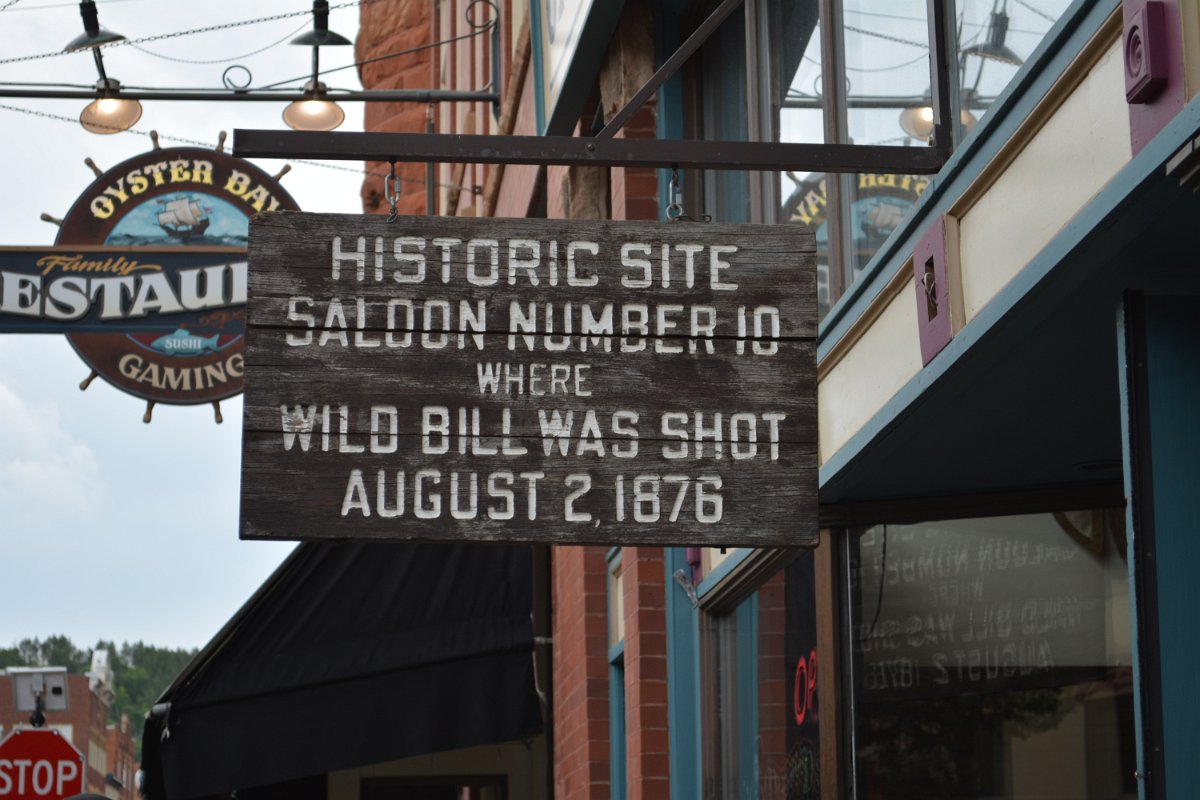 OYSTER BAY
Family
ESTAU
SUSHI
GAMING
HISTORIC SITE
SALOON NUMBER 10
WHERE
WILD BILL WAS SHOT
AUGUST 2, 1876
OP
STOP